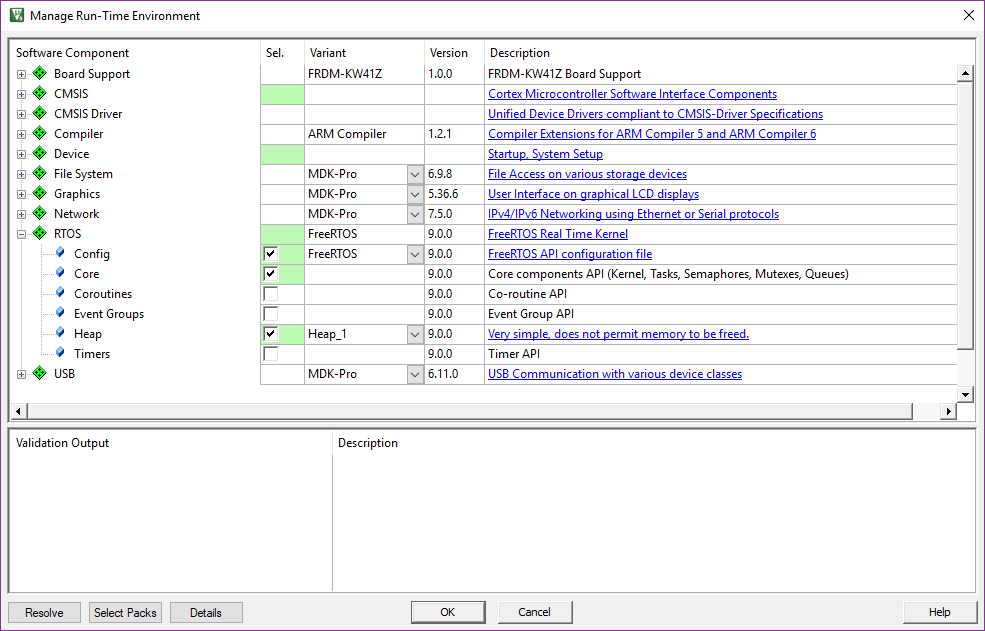 Manage Run-Time Environment
Software Component Sel. Variant Version Description
Board Support FRDM-KW41Z 1.0.0 FRDM-KW41Z Board Support
CMSIS Cortex Microcontroller Software Interface Components
CMSIS Driver Unified Device Drivers compliant to CMSIS-Driver Specifications
Compiler ARM Compiler 1.2.1 Compiler Extensions for ARM Compiler 5 and ARM Compiler 6
Device Startup, System Setup
File System MDK-Pro 6.9.8 File Access on various storage devices
Graphics MDK-Pro 5.36.6 User Interface on graphical LCD displays
Network MDK-Pro 7.5.0 IPv4/IPv6 Networking using Ethernet or Serial protocols
RTOS FreeRTOS 9.0.0 FreeRTOS Real Time Kernel
Config FreeRTOS 9.0.0 FreeRTOS API configuration file
Core 9.0.0 Core components API (Kernel, Tasks, Semaphores, Mutexes, Queues)
Coroutines 9.0.0 Co-routine API
Event Groups 9.0.0 Event Group API
Heap Heap_1 9.0.0 Very simple, does not permit memory to be freed.
Timers 9.0.0 Timer API
USB MDK-Pro 6.11.0 USB Communication with various device classes
Validation Output Description
Resolve Select Packs Details OK Cancel Help